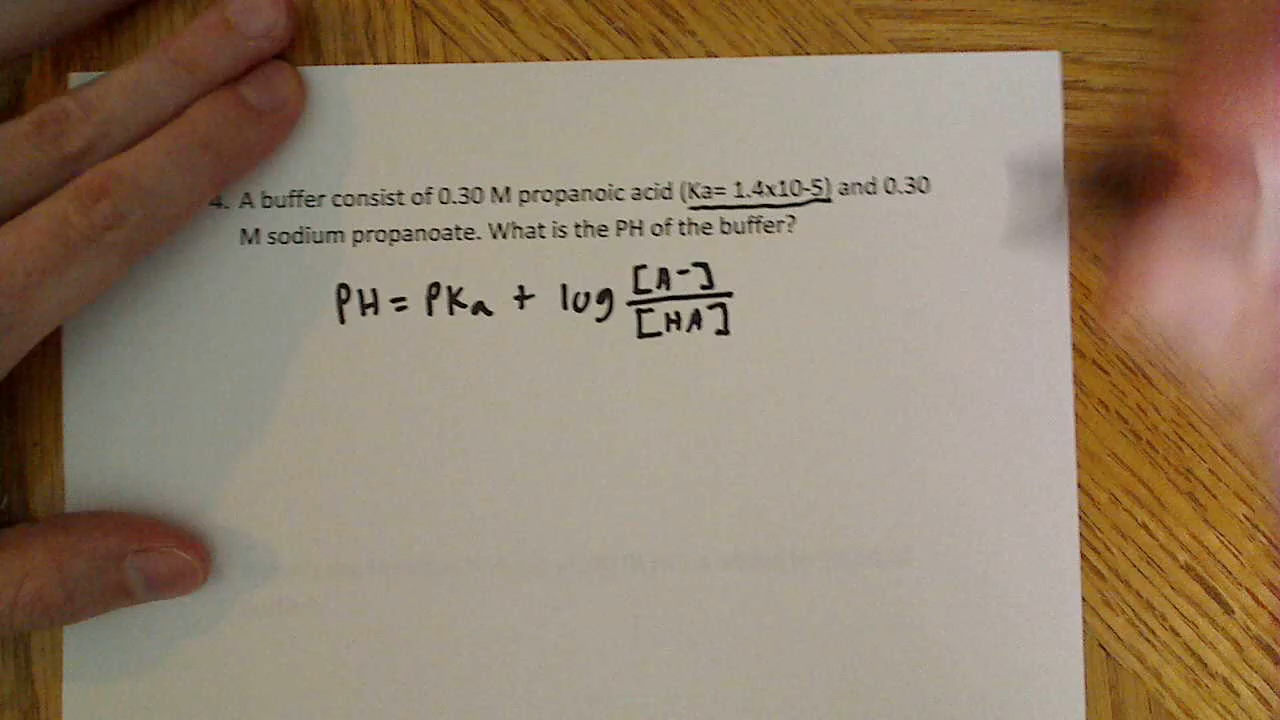 4. A buffer consist of 0.30 M propanoic acid (Ka= 1.4x10-5) and 0.30
M sodium propanoate. What is the PH of the buffer?
PH = PKa + log [A-]
[HA]